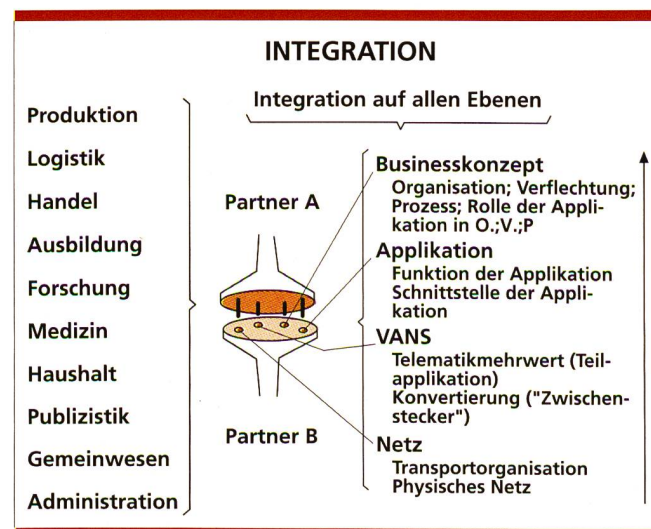 INTEGRATION
Integration auf allen Ebenen
Produktion
Logistik
Handel
Ausbildung
Forschung
Medizin
Haushalt
Publizistik
Gemeinwesen
Administration
Partner A
Partner B
Businesskonzept
Organisation; Verflechtung;
Prozess; Rolle der Appli-
kation in O.;V.;P
Applikation
Funktion der Applikation
Schnittstelle der Appli-
kation
VANS
Telematikmehrwert (Teil-
applikation)
Konvertierung ("Zwischen-
stecker")
Netz
Transportorganisation
Physisches Netz